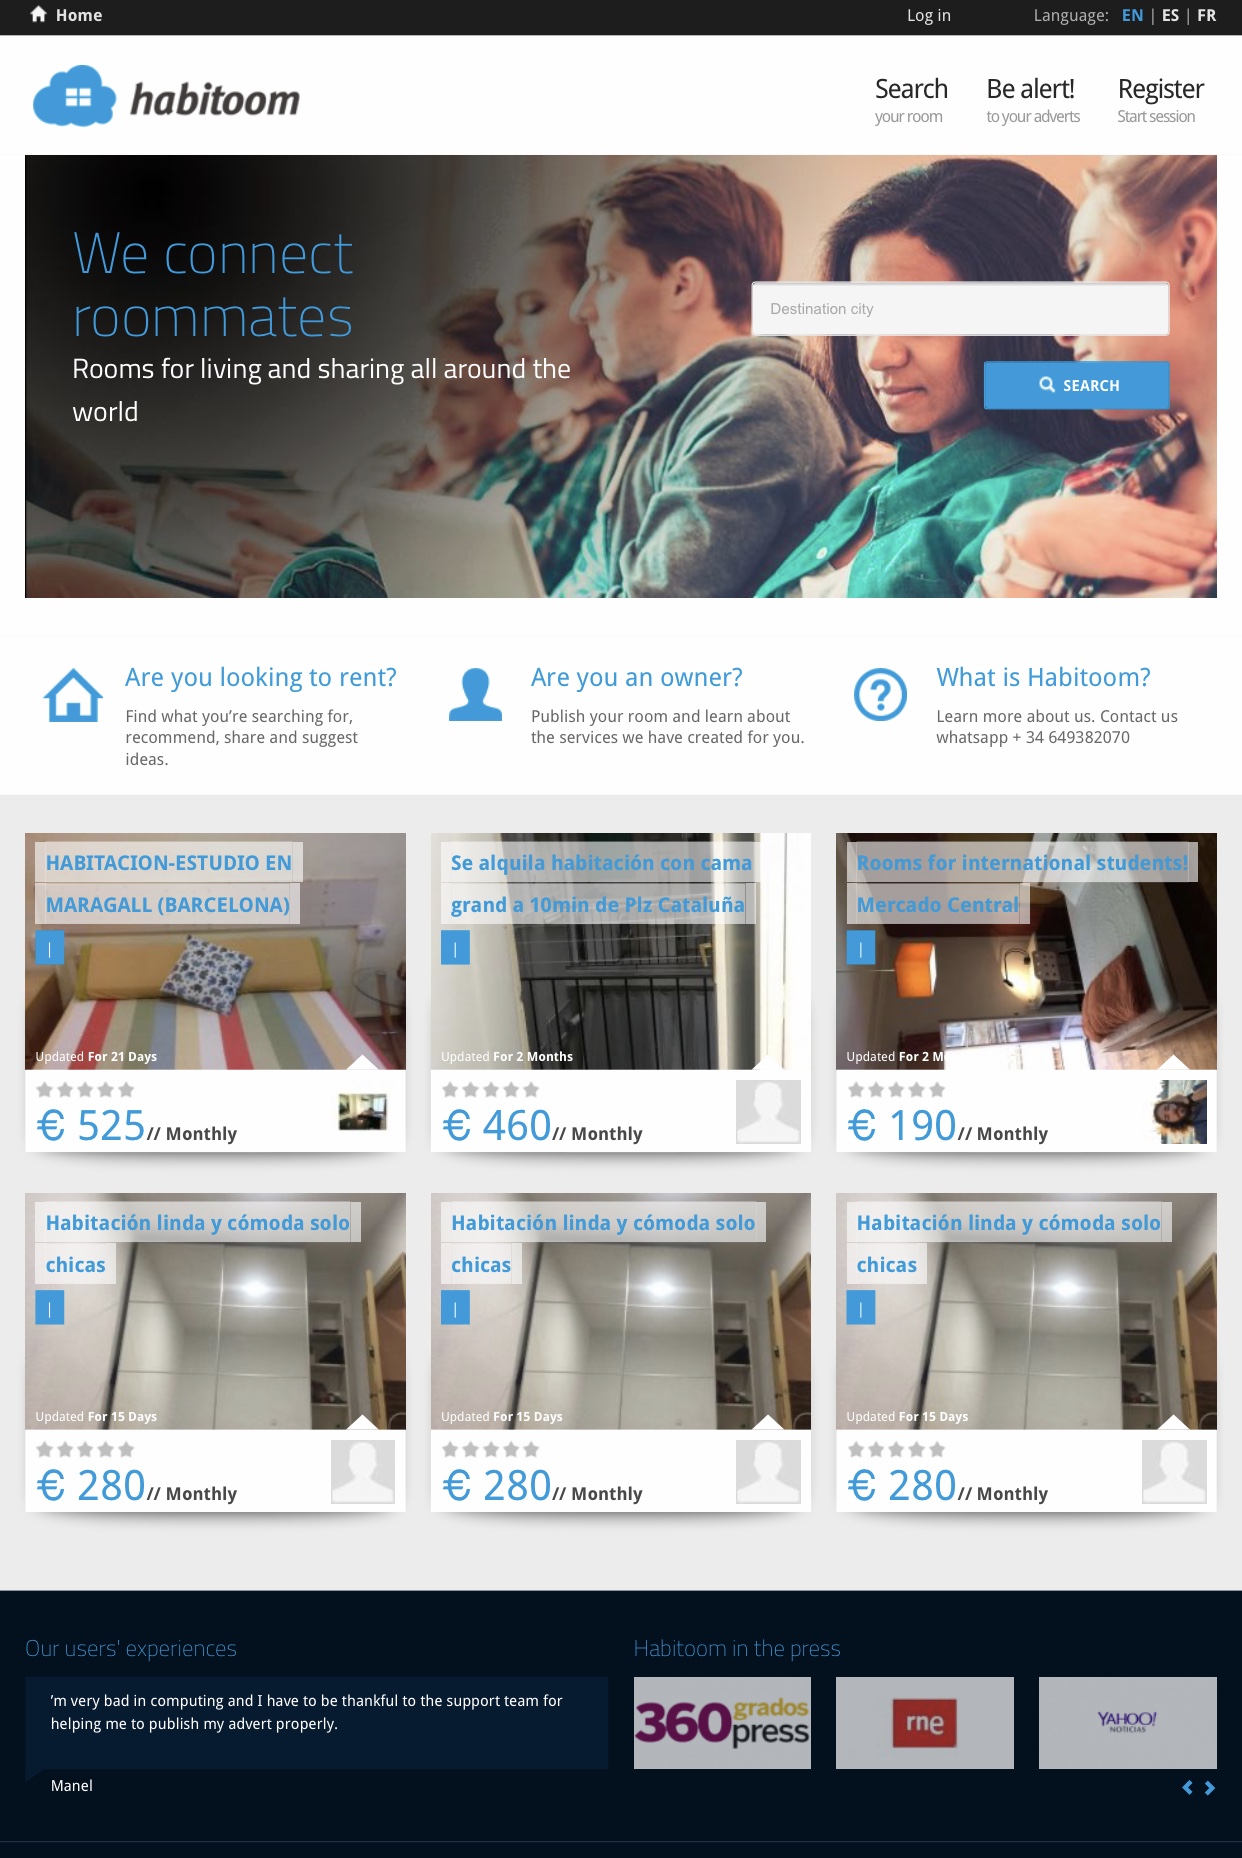 Home
Log in
Language: EN | ES | FR
habitoom
Search
your room
Be alert!
to your adverts
Register
Start session
We connect
roommates
Rooms for living and sharing all around the
world
Destination city
SEARCH
Are you looking to rent?
Find what you’re searching for,
recommend, share and suggest
ideas.
Are you an owner?
Publish your room and learn about
the services we have created for you.
What is Habitoom?
Learn more about us. Contact us
whatsapp + 34 649382070
HABITACION-ESTUDIO EN
MARAGALL (BARCELONA)
|
Updated For 21 Days
€ 525// Monthly
Se alquila habitación con cama
grand a 10min de Plz Cataluña
|
Updated For 2 Months
€ 460// Monthly
Rooms for international students!
Mercado Central
|
Updated For 2 M
€ 190// Monthly
Habitación linda y cómoda solo
chicas
|
Updated For 15 Days
€ 280// Monthly
Habitación linda y cómoda solo
chicas
|
Updated For 15 Days
€ 280// Monthly
Habitación linda y cómoda solo
chicas
|
Updated For 15 Days
€ 280// Monthly
Our users' experiences
'm very bad in computing and I have to be thankful to the support team for
helping me to publish my advert properly.
Manel
Habitoom in the press
360 grados
press
rne
YAHOO!
NOTICIAS